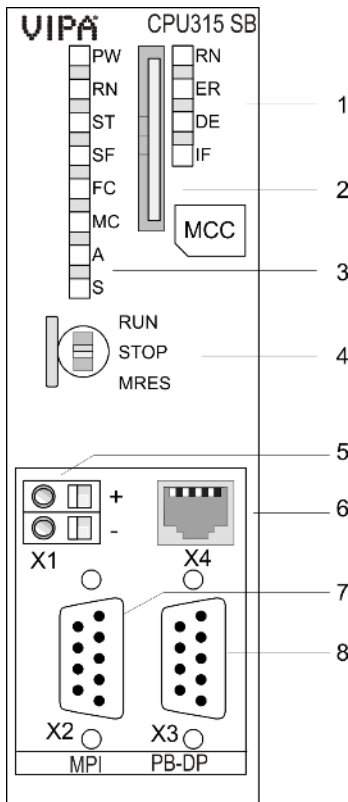 VIPA CPU315 SB
PW RN
RN ER
ST DE
SF IF
FC
MC
A
S
MCC
1
2
3
RUN
STOP
MRES
4
5
+
-
6
X1 X4
7
8
X2 X3
MPI PB-DP